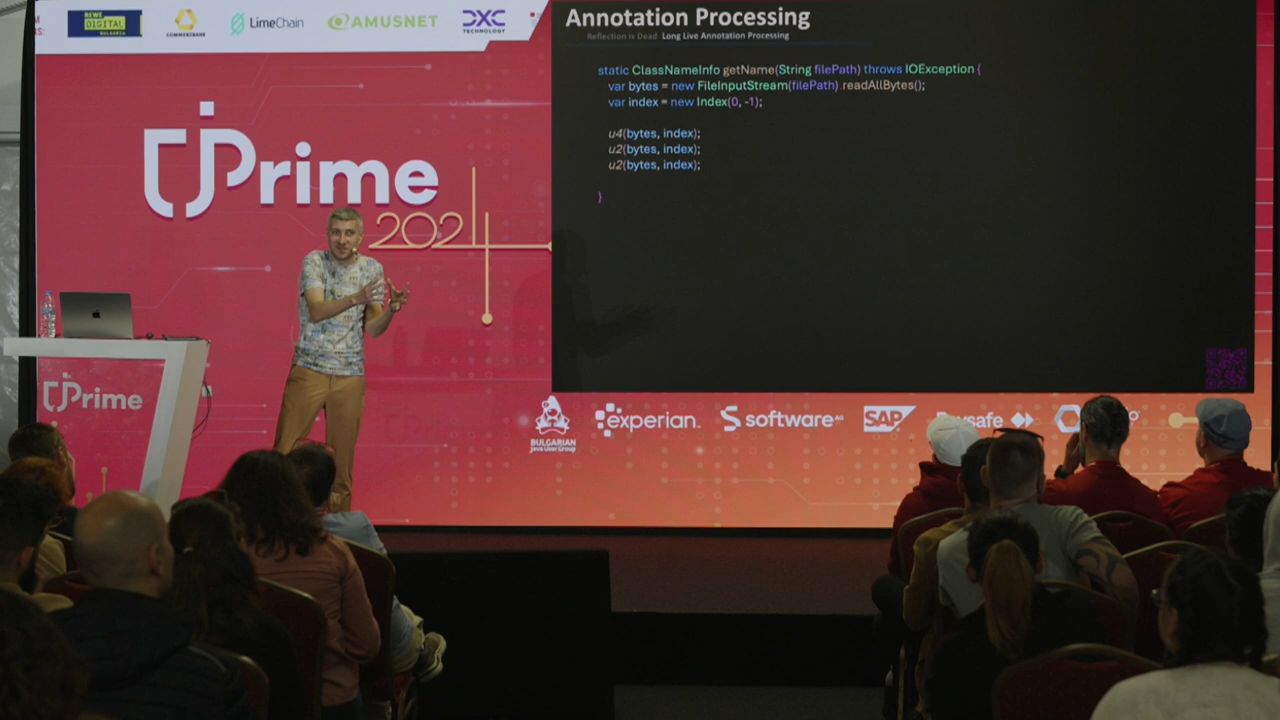 REWE
DIGITAL
BULGARIA
COMMERZBANK
LimeChain
AMUSNET
DXC
TECHNOLOGY
Annotation Processing
Reflection is Dead Long Live Annotation Processing
static ClassNameInfo getName(String filePath) throws IOException {
var bytes = new FileInputStream(filePath).readAllBytes();
var index = new Index(0, -1);
u4(bytes, index);
u2(bytes, index);
u2(bytes, index);
}
jPrime
2024
jPrime
BULGARIAN
Java User Group
experian.
software AG
SAP